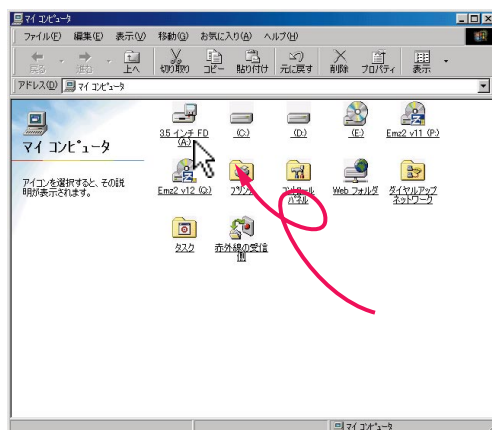 マイ コンピュータ
ファイル(F) 編集(E) 表示(V) 移動(G) お気に入り(A) ヘルプ(H)
戻る 進む 上へ 切り取り コピー 貼り付け 元に戻す 削除 プロパティ 表示
アドレス(D) マイ コンピュータ
マイ コンピュータ
アイコンを選択すると、その説
明が表示されます。
3.5 インチ FD
(A:)
(C:)
(D:)
(E:)
Emz2 v11 (P:)
Emz2 v12 (Q:)
プリンタ
コントロール
パネル
Web フォルダ
ダイヤルアップ
ネットワーク
タスク
赤外線の受信
側
マイ コンピュータ